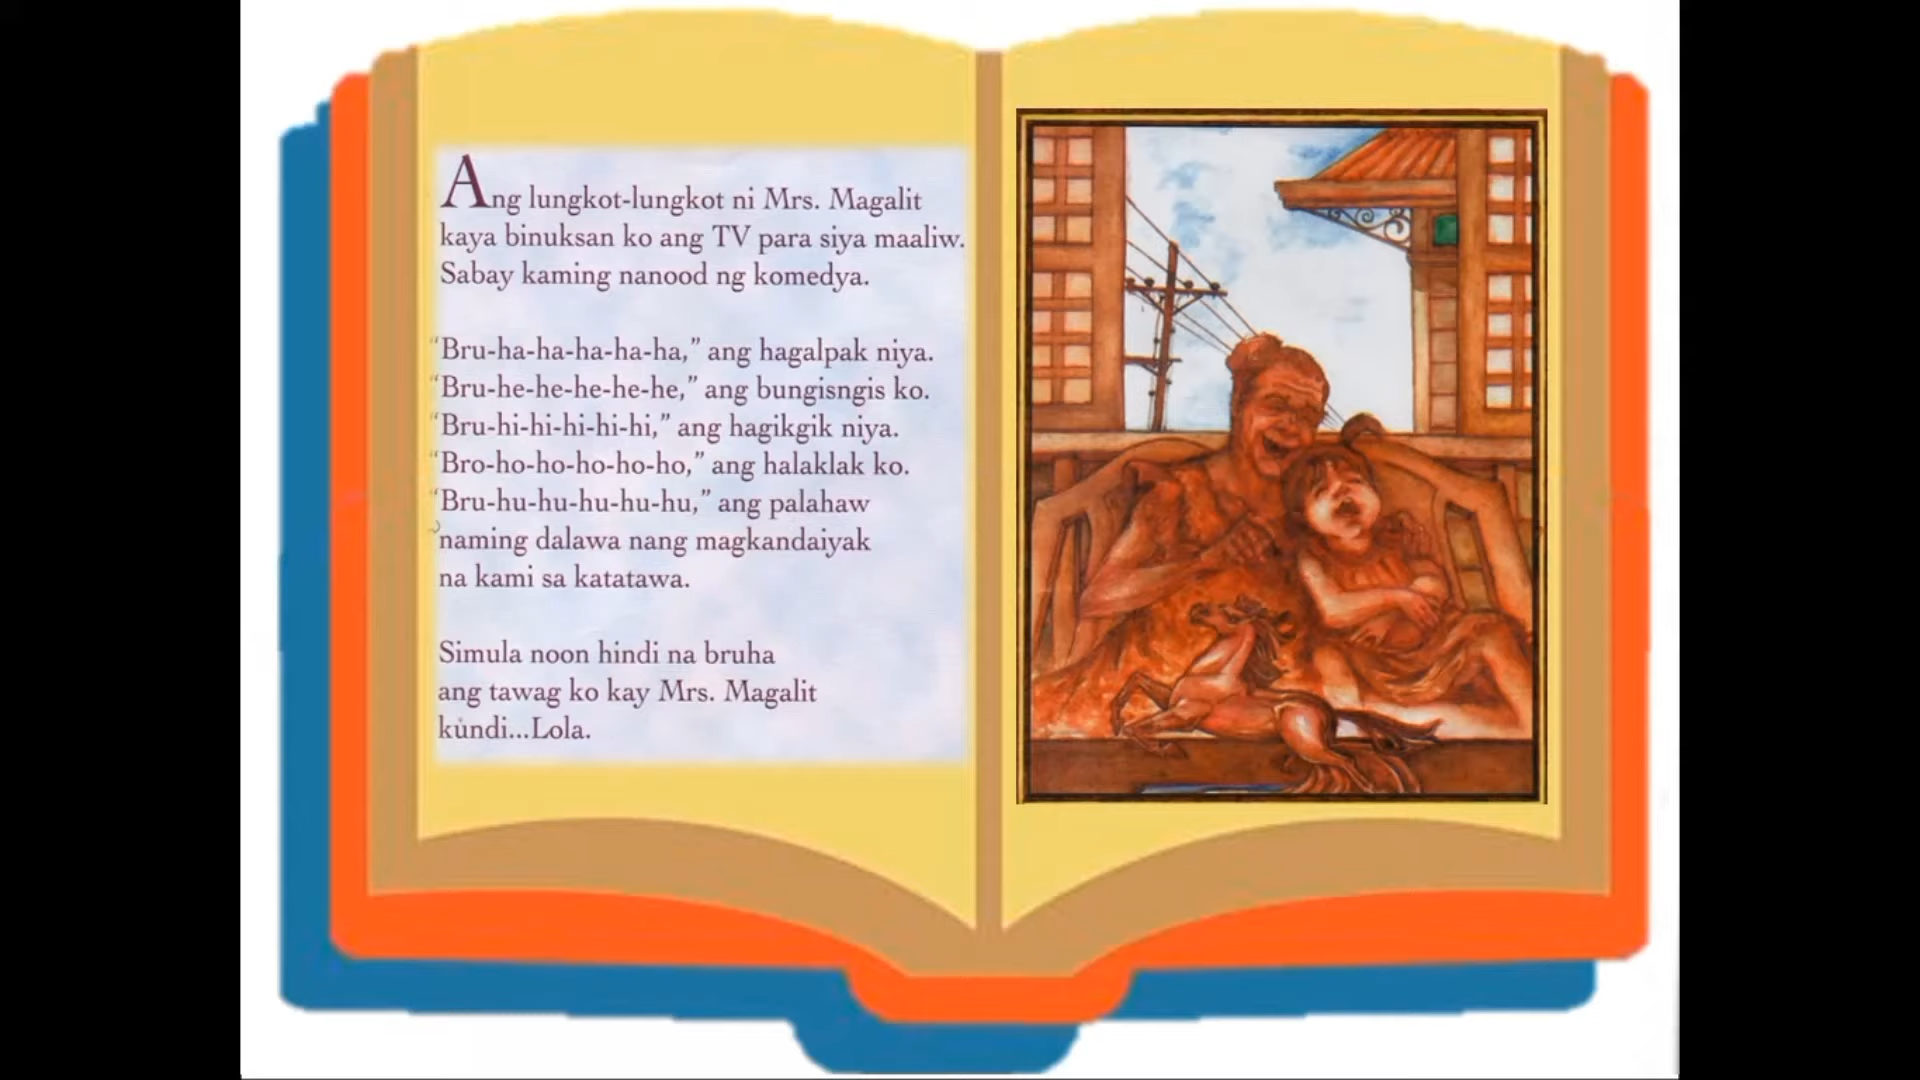 Ang lungkot-lungkot ni Mrs. Magalit
kaya binuksan ko ang TV para siya maaliw.
Sabay kaming nanood ng komedya.
“Bru-ha-ha-ha-ha-ha,” ang hagalpak niya.
“Bru-he-he-he-he-he,” ang bungisngis ko.
“Bru-hi-hi-hi-hi-hi,” ang hagikgik niya.
“Bro-ho-ho-ho-ho-ho,” ang halaklak ko.
“Bru-hu-hu-hu-hu-hu,” ang palahaw
naming dalawa nang magkandaiyak
na kami sa katatawa.
Simula noon hindi na bruha
ang tawag ko kay Mrs. Magalit
kundi...Lola.